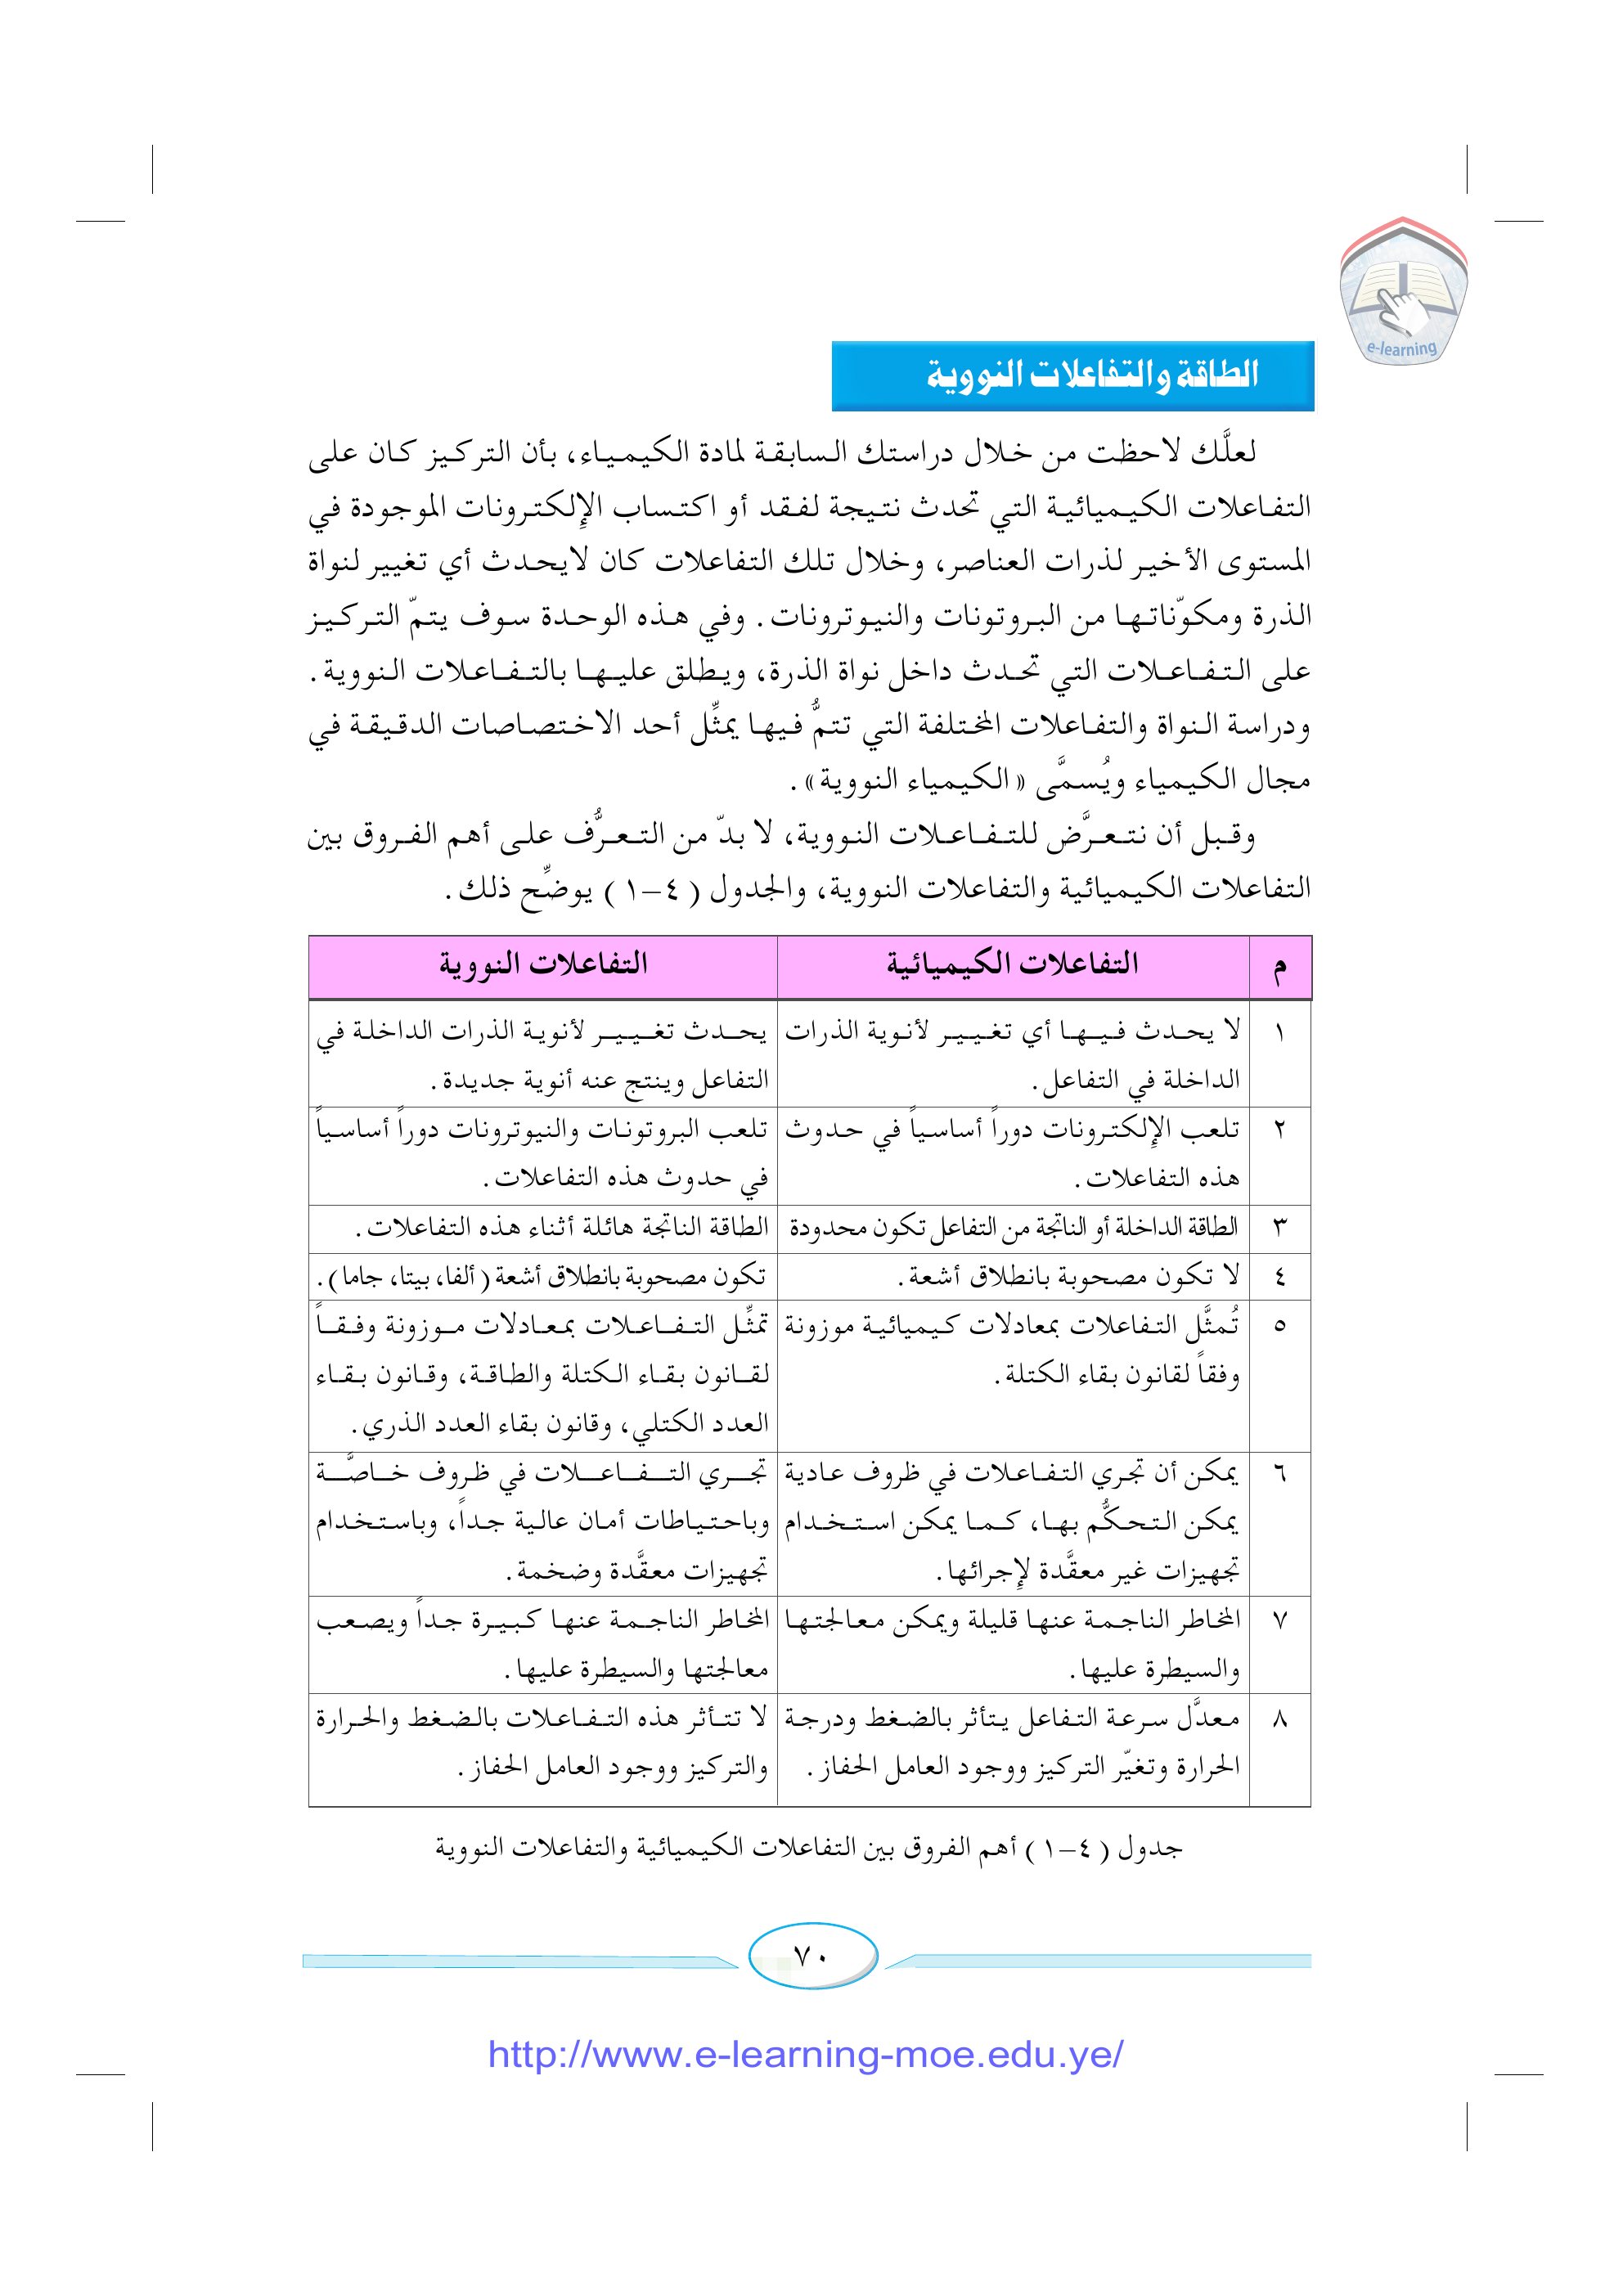 e-learning
الطاقة والتفاعلات النووية
لعلَّك لاحظت من خلال دراستك السابقة لمادة الكيمياء، بأن التركيز كان على
التفاعلات الكيميائية التي تحدث نتيجة لفقد أو اكتساب الإلكترونات الموجودة في
المستوى الأخير لذرات العناصر، وخلال تلك التفاعلات كان لايحدث أي تغيير لنواة
الذرة ومكوّناتها من البروتونات والنيوترونات. وفي هذه الوحدة سوف يتمّ التركيز
على التفاعلات التي تحدث داخل نواة الذرة، ويطلق عليها بالتفاعلات النووية.
ودراسة النواة والتفاعلات المختلفة التي تتمُّ فيها يمثِّل أحد الاختصاصات الدقيقة في
مجال الكيمياء ويُسمَّى «الكيمياء النووية».
وقبل أن نتعرَّض للتفاعلات النووية، لا بدّ من التعرُّف على أهم الفروق بين
التفاعلات الكيميائية والتفاعلات النووية، والجدول (٤-١) يوضِّح ذلك.
م التفاعلات الكيميائية التفاعلات النووية
١ لا يحدث فيها أي تغيير لأنوية الذرات يحدث تغيير لأنوية الذرات الداخلة في
الداخلة في التفاعل. التفاعل وينتج عنه أنوية جديدة.
٢ تلعب الإلكترونات دوراً أساسياً في حدوث تلعب البروتونات والنيوترونات دوراً أساسياً
هذه التفاعلات. في حدوث هذه التفاعلات.
٣ الطاقة الداخلة أو الناتجة من التفاعل تكون محدودة الطاقة الناتجة هائلة أثناء هذه التفاعلات.
٤ لا تكون مصحوبة بانطلاق أشعة. تكون مصحوبة بانطلاق أشعة (ألفا، بيتا، جاما).
٥ تُمثَّل التفاعلات بمعادلات كيميائية موزونة تمثِّل التفاعلات بمعادلات موزونة وفقاً
وفقاً لقانون بقاء الكتلة. لقانون بقاء الكتلة والطاقة، وقانون بقاء
العدد الكتلي، وقانون بقاء العدد الذري.
٦ يمكن أن تجري التفاعلات في ظروف عادية تجري التفاعلات في ظروف خاصَّة
يمكن التحكُّم بها، كما يمكن استخدام وباحتياطات أمان عالية جداً، وباستخدام
تجهيزات غير معقَّدة لإجرائها. تجهيزات معقَّدة وضخمة.
٧ المخاطر الناجمة عنها قليلة ويمكن معالجتها المخاطر الناجمة عنها كبيرة جداً ويصعب
والسيطرة عليها. معالجتها والسيطرة عليها.
٨ معدَّل سرعة التفاعل يتأثر بالضغط ودرجة لا تتأثر هذه التفاعلات بالضغط والحرارة
الحرارة وتغيّر التركيز ووجود العامل الحفاز. والتركيز ووجود العامل الحفاز.
جدول (٤-١) أهم الفروق بين التفاعلات الكيميائية والتفاعلات النووية
٧٠
http://www.e-learning-moe.edu.ye/